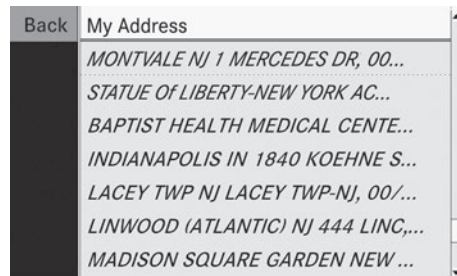 Back My Address
MONTVALE NJ 1 MERCEDES DR, 00...
STATUE Of LIBERTY-NEW YORK AC...
BAPTIST HEALTH MEDICAL CENTE...
INDIANAPOLIS IN 1840 KOEHNE S...
LACEY TWP NJ LACEY TWP-NJ, 00/...
LINWOOD (ATLANTIC) NJ 444 LINC,...
MADISON SQUARE GARDEN NEW ...